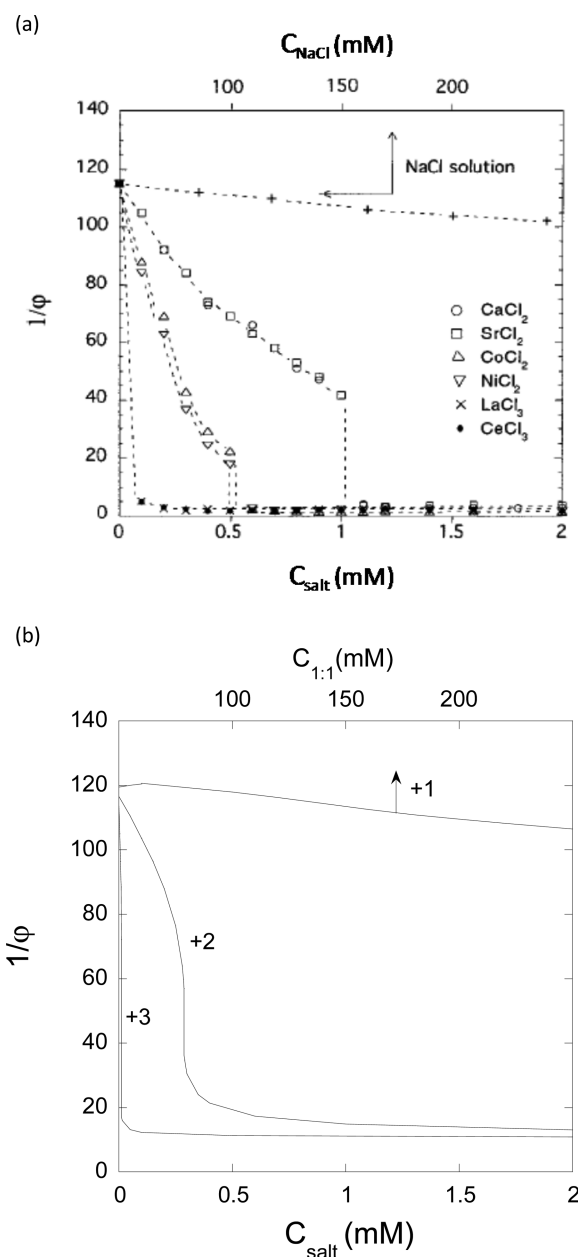 (a)
C_NaCl (mM)
0 50 100 150 200
140
120
100
80
60
40
20
0
1/φ
NaCl solution
CaCl₂
SrCl₂
CoCl₂
NiCl₂
LaCl₃
CeCl₃
0 0.5 1 1.5 2
C_salt (mM)
(b)
C_1:1 (mM)
100 150 200
140
120
100
80
60
40
20
0
1/φ
+1
+2
+3
0 0.5 1 1.5 2
C_salt (mM)